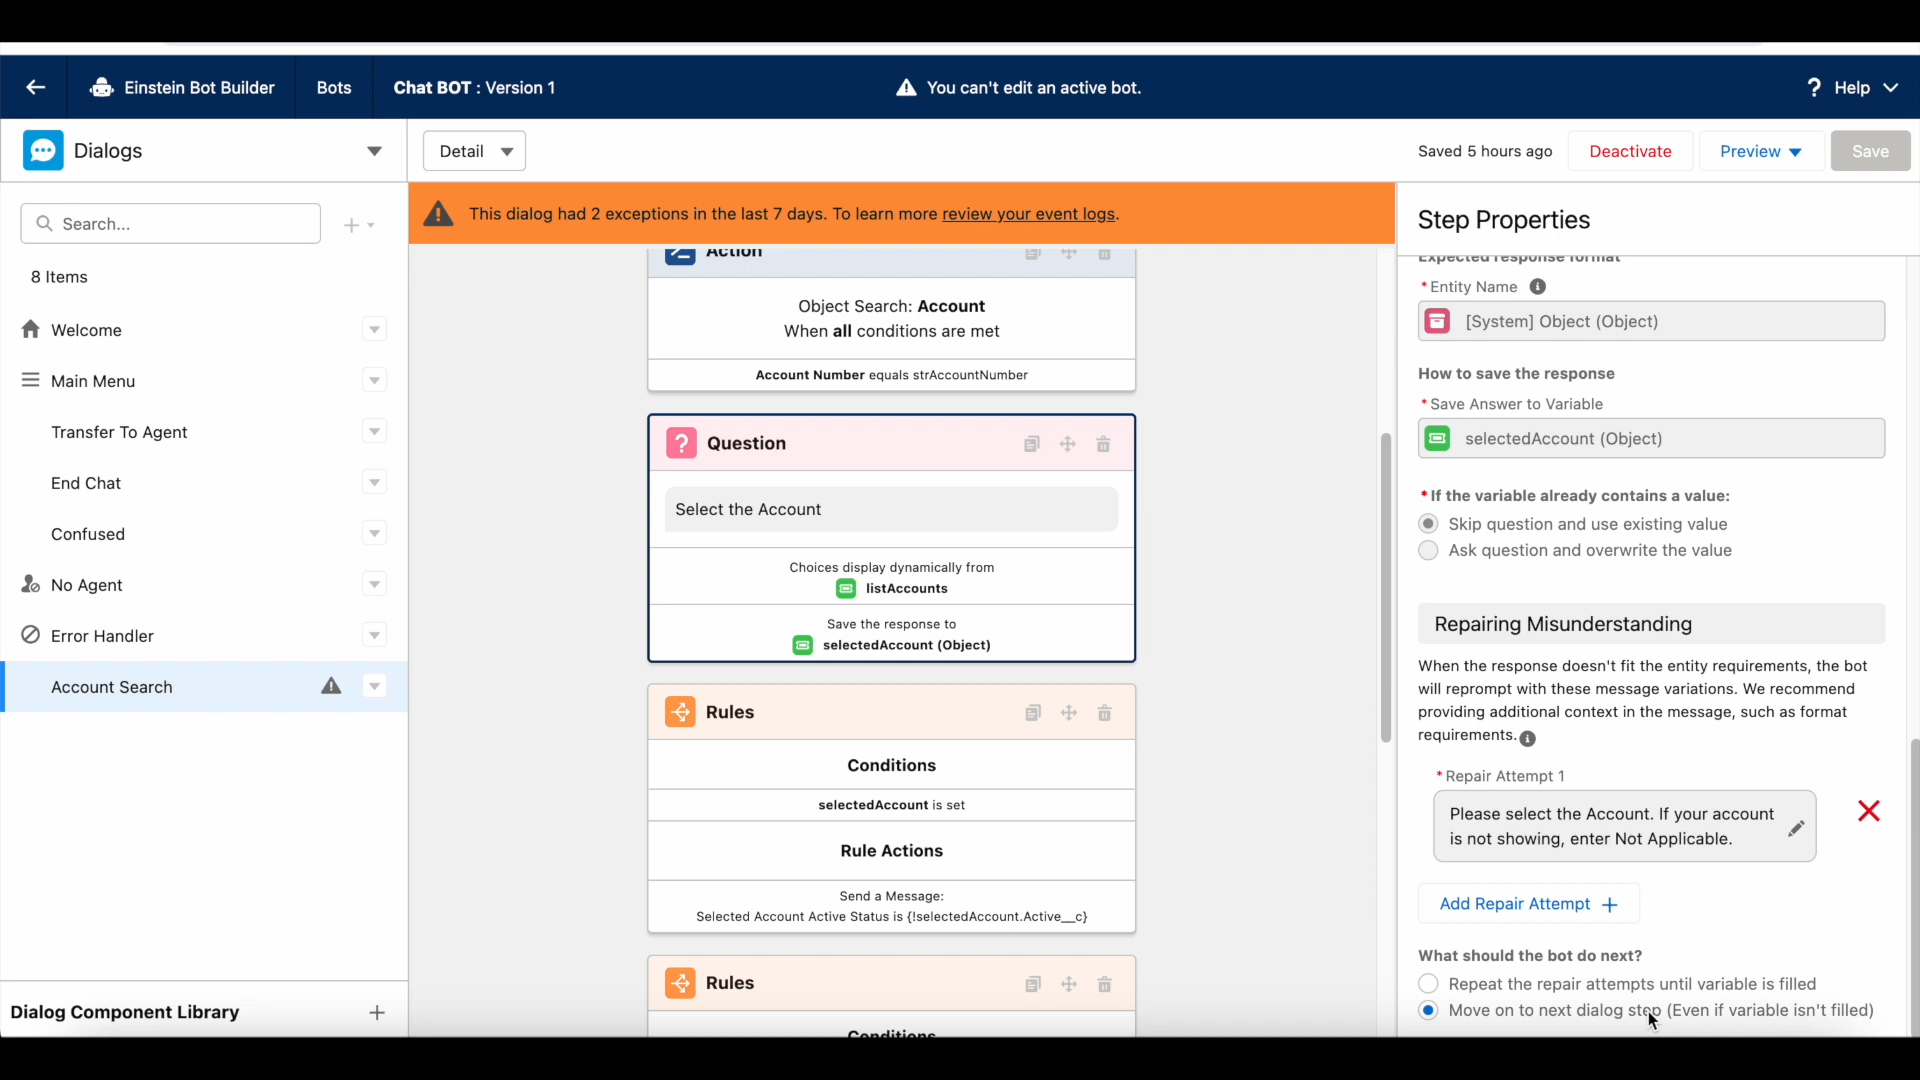 Einstein Bot Builder
Bots
Chat BOT : Version 1
You can't edit an active bot.
? Help
Dialogs
Detail
Saved 5 hours ago
Deactivate
Preview
Save
Search...
8 Items
Welcome
Main Menu
Transfer To Agent
End Chat
Confused
No Agent
Error Handler
Account Search
Dialog Component Library
This dialog had 2 exceptions in the last 7 days. To learn more review your event logs.
Action
Object Search: Account
When all conditions are met
Account Number equals strAccountNumber
? Question
Select the Account
Choices display dynamically from
listAccounts
Save the response to
selectedAccount (Object)
Rules
Conditions
selectedAccount is set
Rule Actions
Send a Message:
Selected Account Active Status is {!selectedAccount.Active__c}
Rules
Conditions
Step Properties
Expected response format
* Entity Name
[System] Object (Object)
How to save the response
* Save Answer to Variable
selectedAccount (Object)
* If the variable already contains a value:
Skip question and use existing value
Ask question and overwrite the value
Repairing Misunderstanding
When the response doesn't fit the entity requirements, the bot
will reprompt with these message variations. We recommend
providing additional context in the message, such as format
requirements.
* Repair Attempt 1
Please select the Account. If your account
is not showing, enter Not Applicable.
Add Repair Attempt +
What should the bot do next?
Repeat the repair attempts until variable is filled
Move on to next dialog step (Even if variable isn't filled)